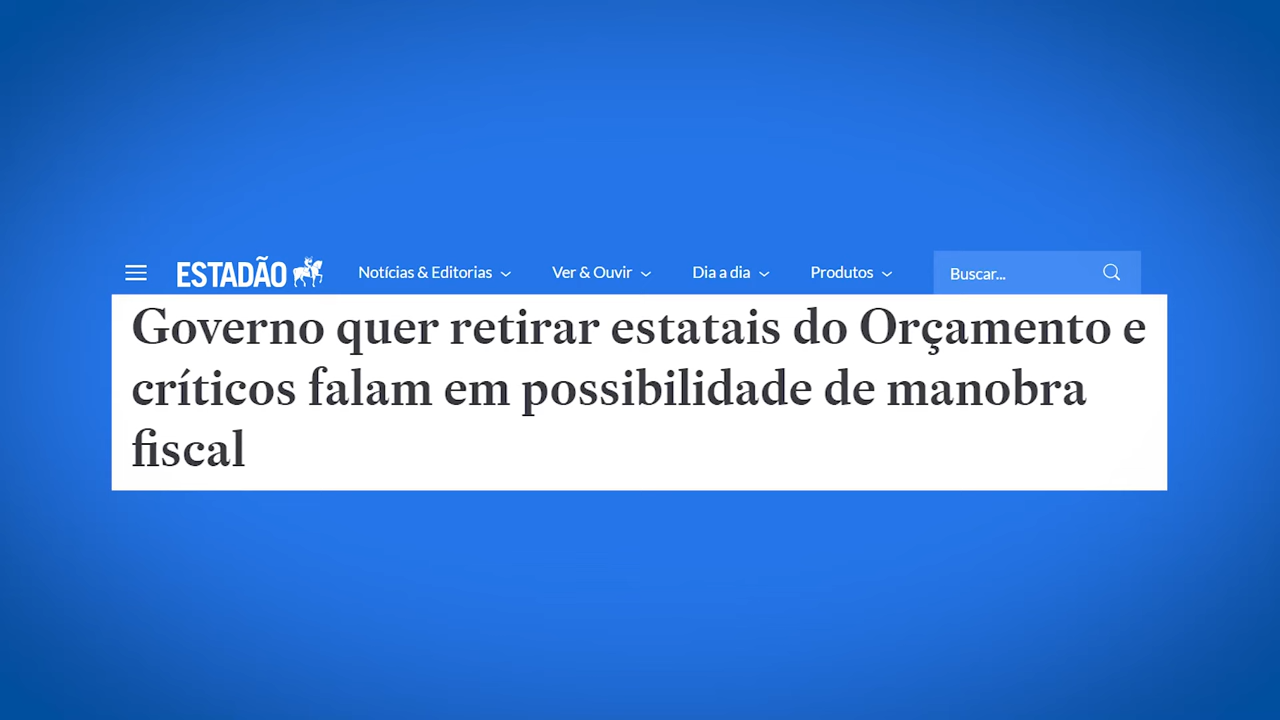 ESTADÃO Notícias & Editorias Ver & Ouvir Dia a dia Produtos Buscar...
Governo quer retirar estatais do Orçamento e
críticos falam em possibilidade de manobra
fiscal